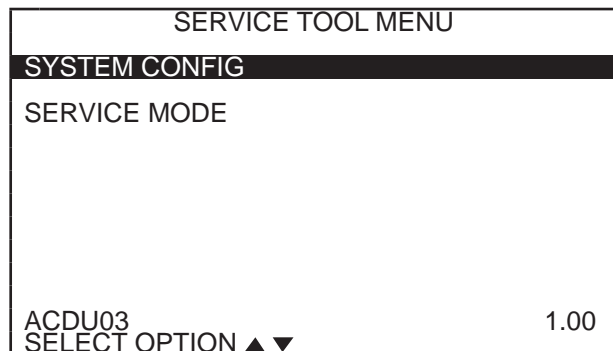 SERVICE TOOL MENU
SYSTEM CONFIG
SERVICE MODE
ACDU03 1.00
SELECT OPTION ▲ ▼